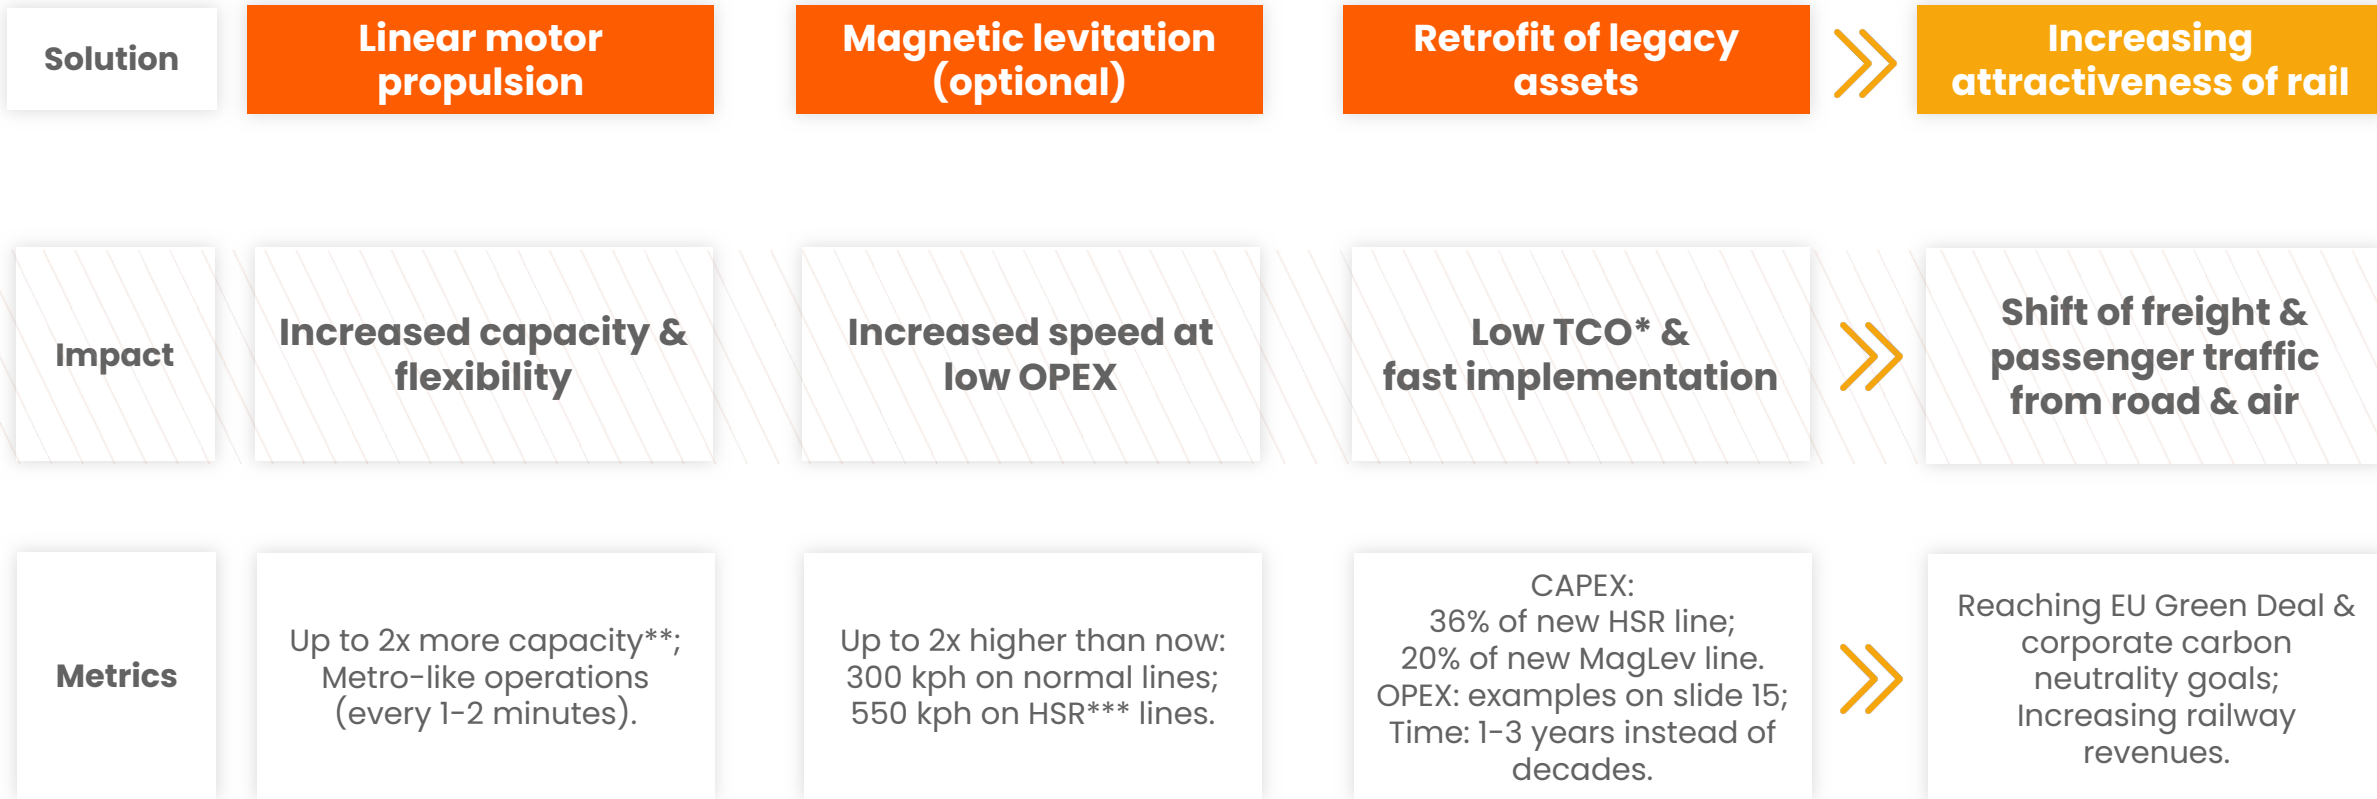 Solution
Linear motor
propulsion
Magnetic levitation
(optional)
Retrofit of legacy
assets
Increasing
attractiveness of rail
Impact
Increased capacity &
flexibility
Increased speed at
low OPEX
Low TCO* &
fast implementation
Shift of freight &
passenger traffic
from road & air
Metrics
Up to 2x more capacity**;
Metro-like operations
(every 1-2 minutes).
Up to 2x higher than now:
300 kph on normal lines;
550 kph on HSR*** lines.
CAPEX:
36% of new HSR line;
20% of new MagLev line.
OPEX: examples on slide 15;
Time: 1-3 years instead of
decades.
Reaching EU Green Deal &
corporate carbon
neutrality goals;
Increasing railway
revenues.